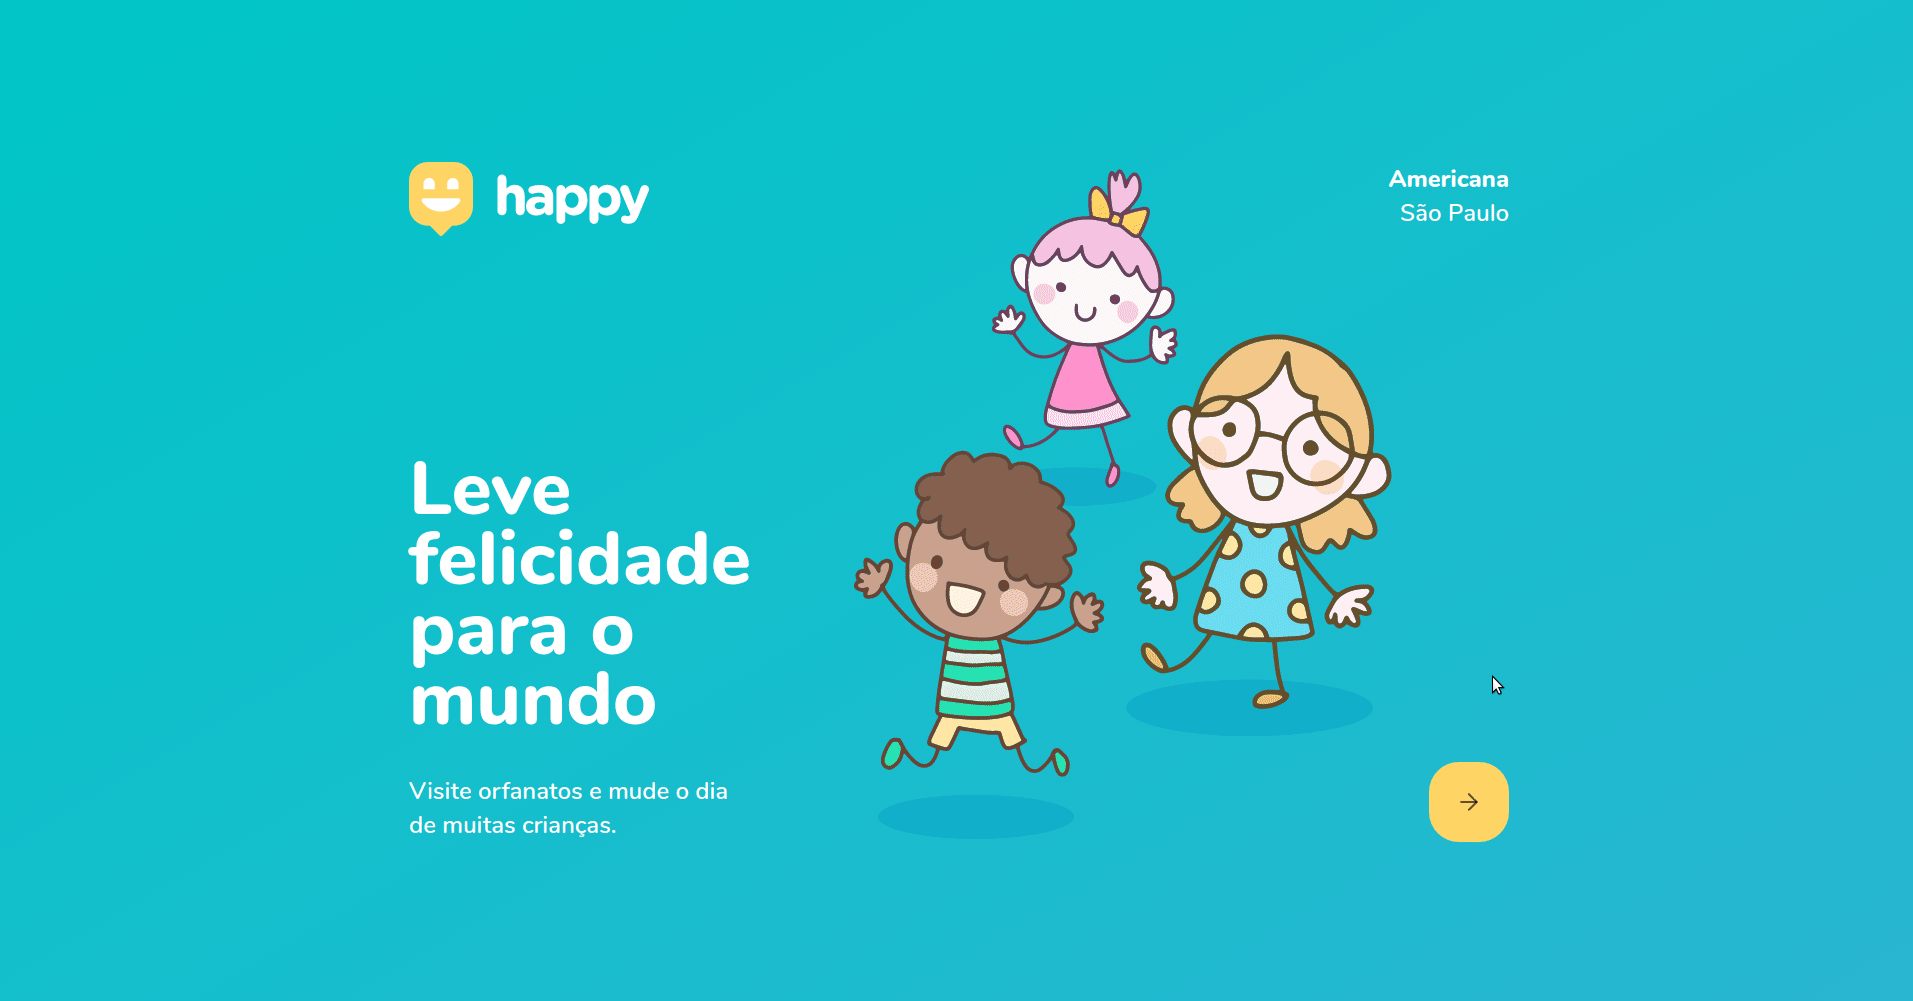 happy
Americana
São Paulo
Leve
felicidade
para o
mundo
Visite orfanatos e mude o dia
de muitas crianças.